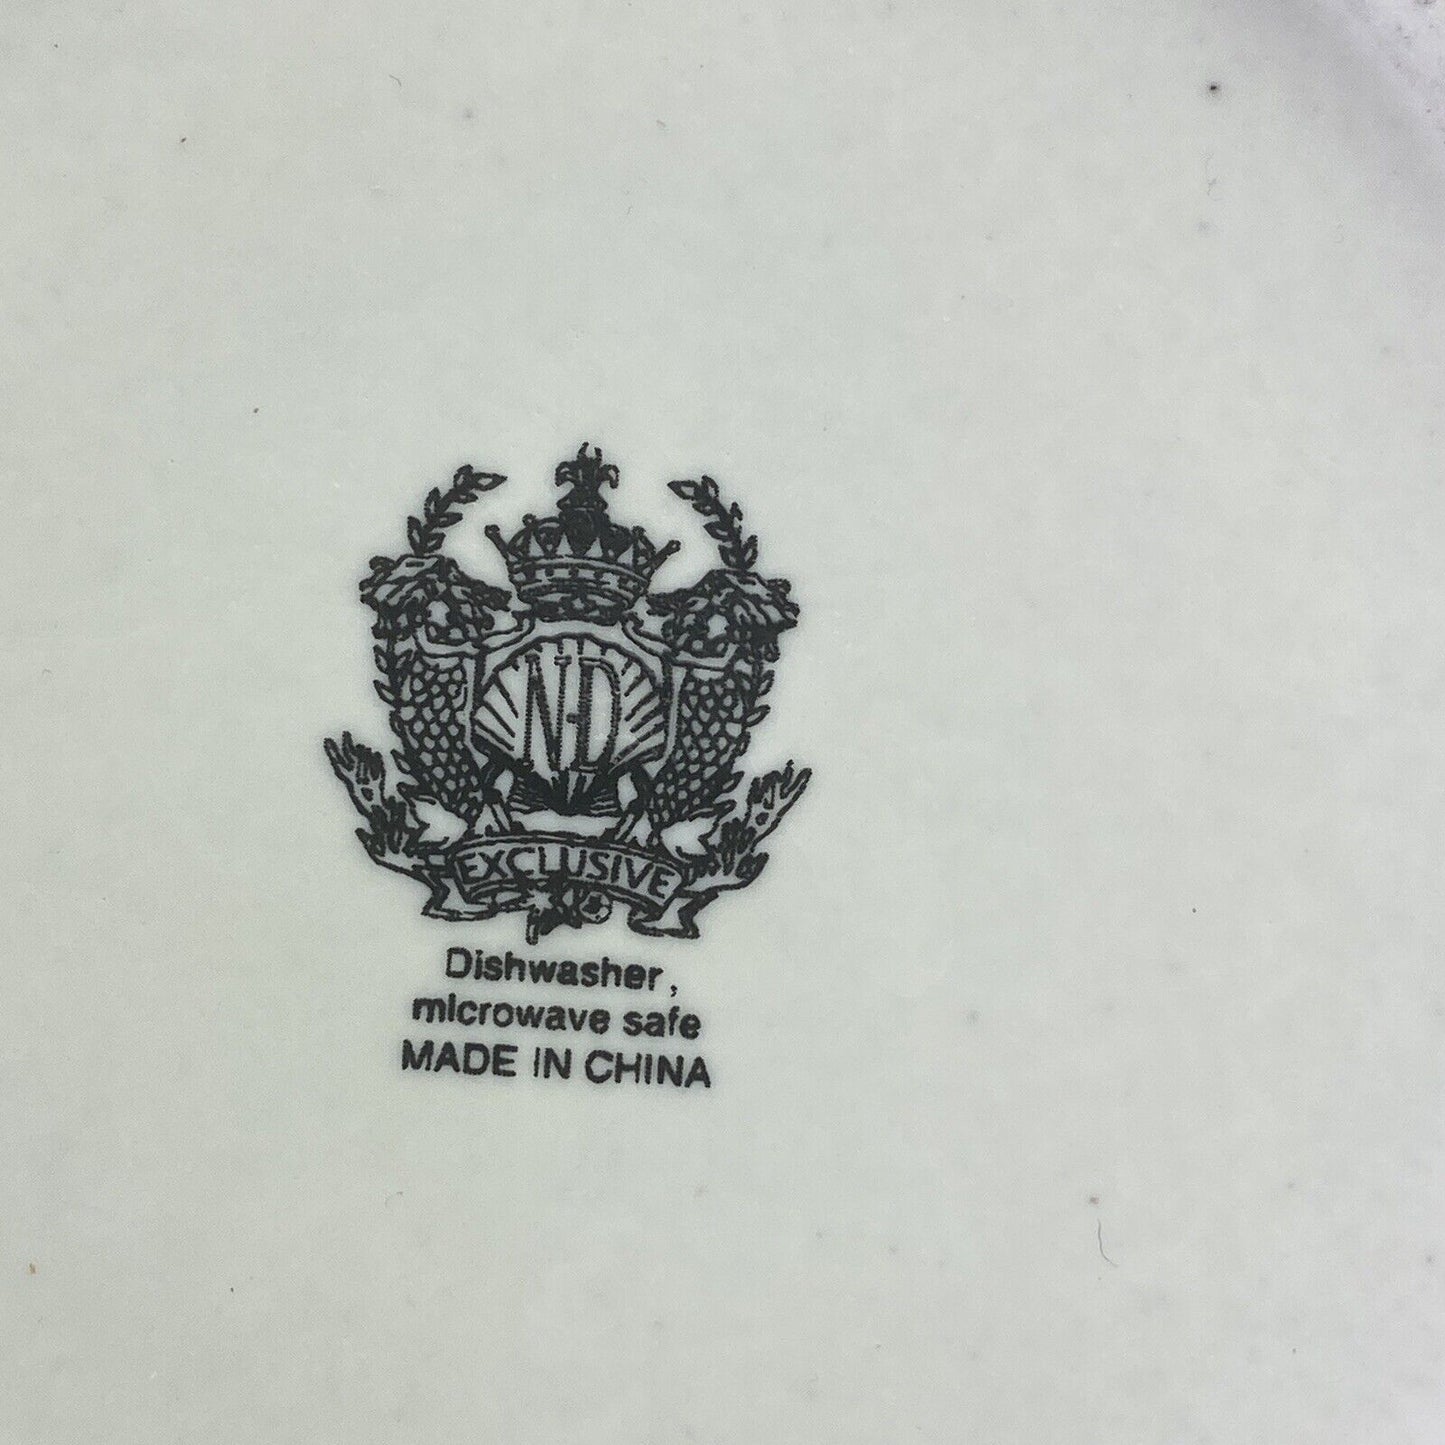 ND
EXCLUSIVE
Dishwasher,
microwave safe
MADE IN CHINA